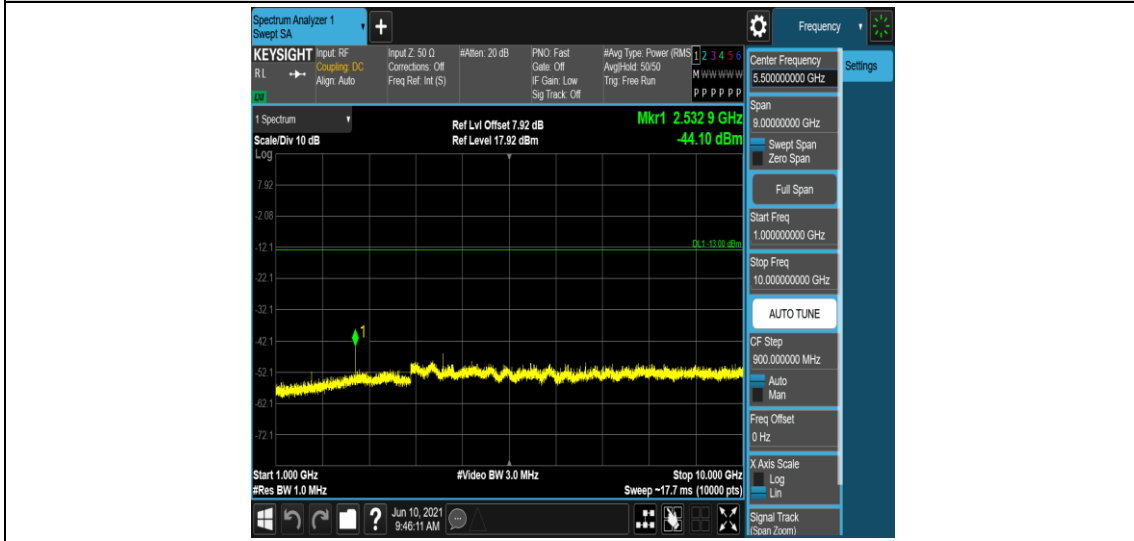 Spectrum Analyzer 1
Swept SA
+
Frequency
KEYSIGHT
RL
LXI
Input: RF
Coupling: DC
Align: Auto
Input Z: 50 Ω
Corrections: Off
Freq Ref: Int (S)
#Atten: 20 dB
PNO: Fast
Gate: Off
IF Gain: Low
Sig Track: Off
#Avg Type: Power (RMS
Avg|Hold: 50/50
Trig: Free Run
1 2 3 4 5 6
M W W W W W
P P P P P P
1 Spectrum
Scale/Div 10 dB
Log
Ref Lvl Offset 7.92 dB
Ref Level 17.92 dBm
Mkr1 2.532 9 GHz
-44.10 dBm
7.92
-2.08
-12.1
-22.1
-32.1
-42.1
-52.1
-62.1
-72.1
DL1 -13.00 dBm
1
Start 1.000 GHz
#Res BW 1.0 MHz
#Video BW 3.0 MHz
Stop 10.000 GHz
Sweep ~17.7 ms (10000 pts)
?
Jun 10, 2021
9:46:11 AM
Center Frequency
5.500000000 GHz
Settings
Span
9.00000000 GHz
Swept Span
Zero Span
Full Span
Start Freq
1.000000000 GHz
Stop Freq
10.000000000 GHz
AUTO TUNE
CF Step
900.000000 MHz
Auto
Man
Freq Offset
0 Hz
X Axis Scale
Log
Lin
Signal Track
(Span Zoom)